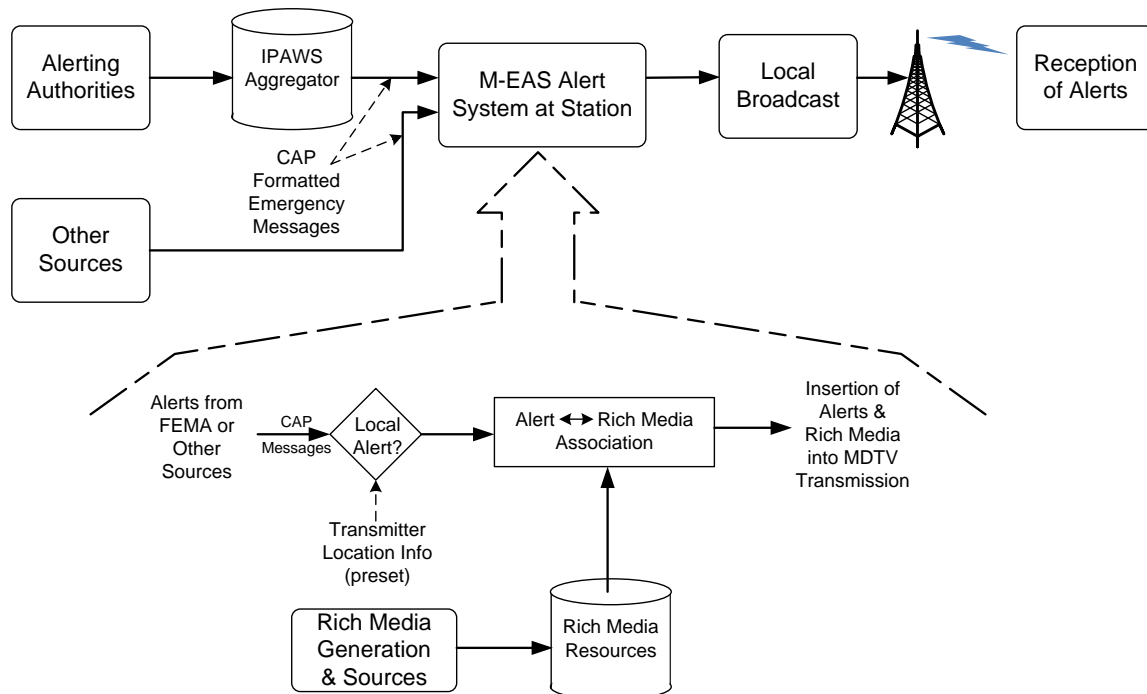 Alerting
Authorities
IPAWS
Aggregator
M-EAS Alert
System at Station
Local
Broadcast
Reception
of Alerts
CAP
Formatted
Emergency
Messages
Other
Sources
Alerts from
FEMA or
Other
Sources
CAP
Messages
Local
Alert?
Transmitter
Location Info
(preset)
Alert Rich Media
Association
Insertion of
Alerts &
Rich Media
into MDTV
Transmission
Rich Media
Generation
& Sources
Rich Media
Resources